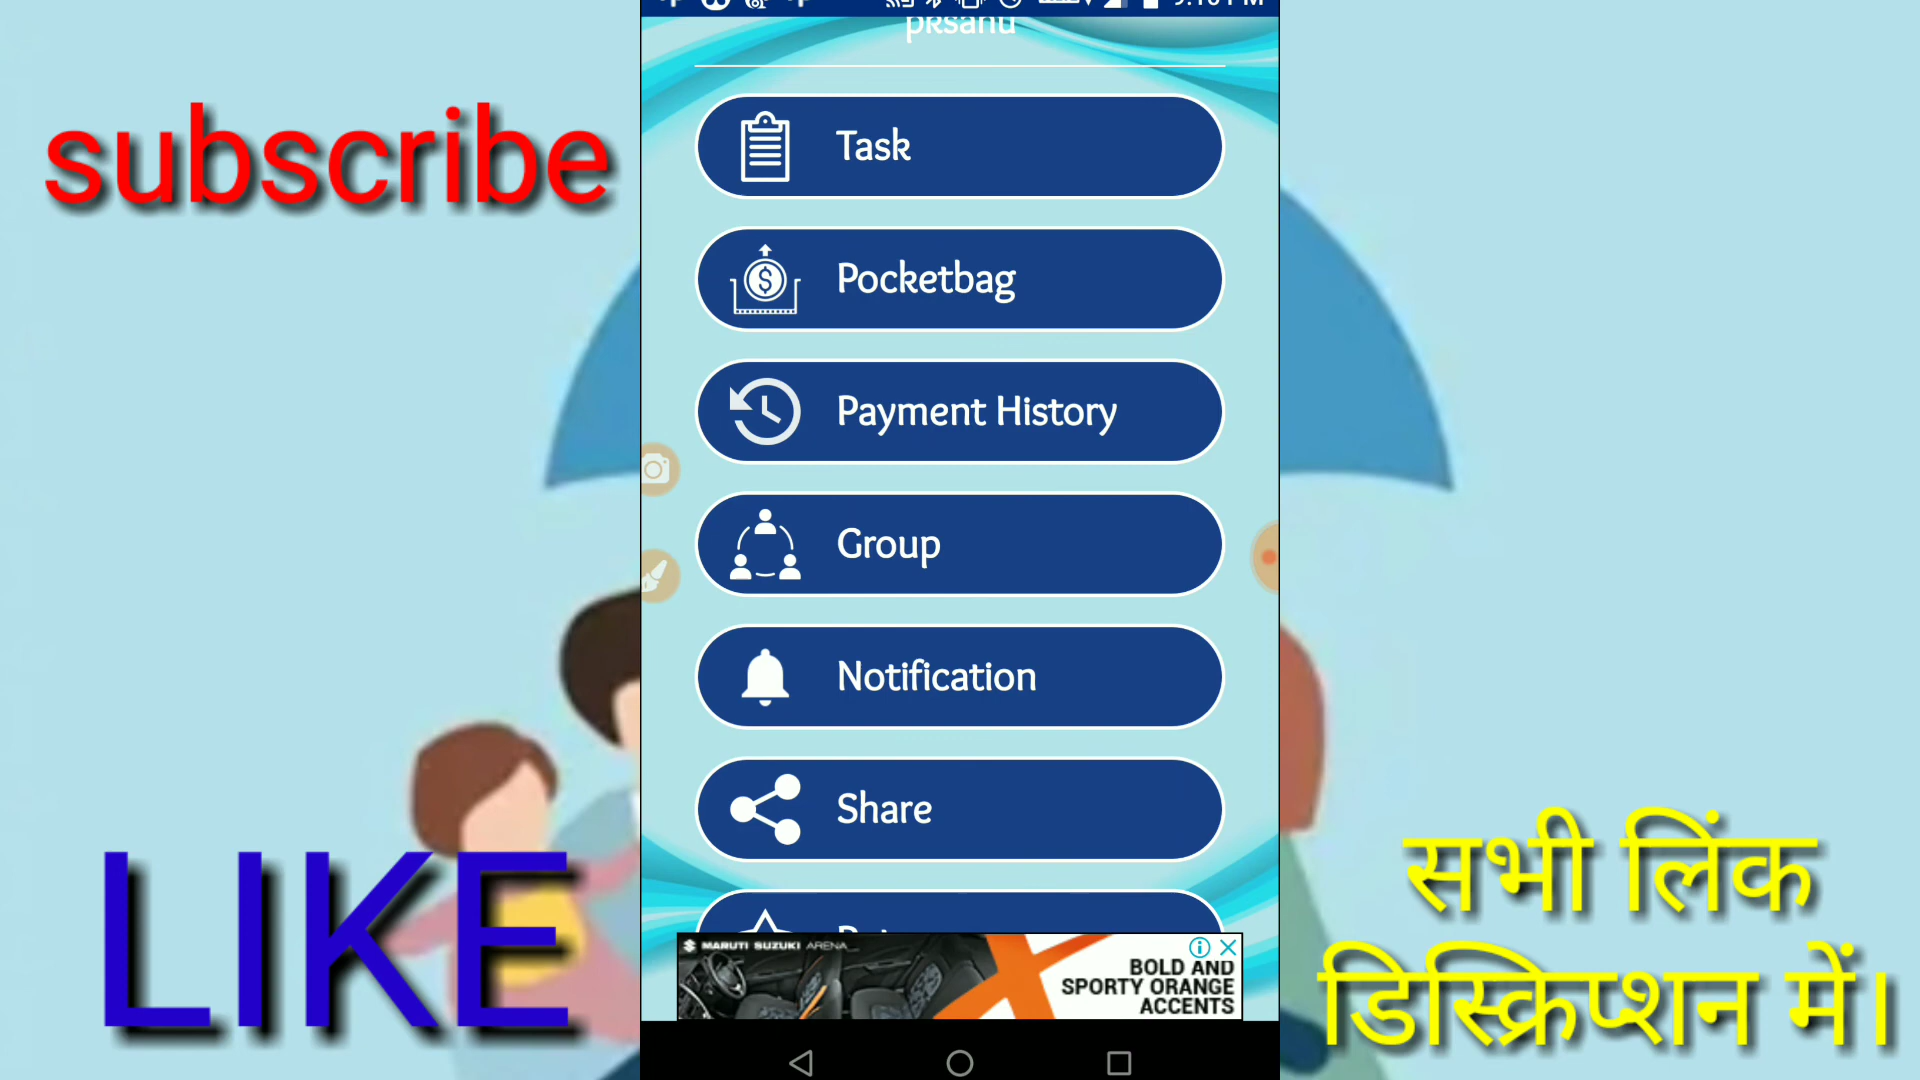 pksahu
subscribe
Task
Pocketbag
Payment History
Group
Notification
Share
LIKE
सभी लिंक
डिस्क्रिप्शन में।
MARUTI SUZUKI ARENA
BOLD AND
SPORTY ORANGE
ACCENTS